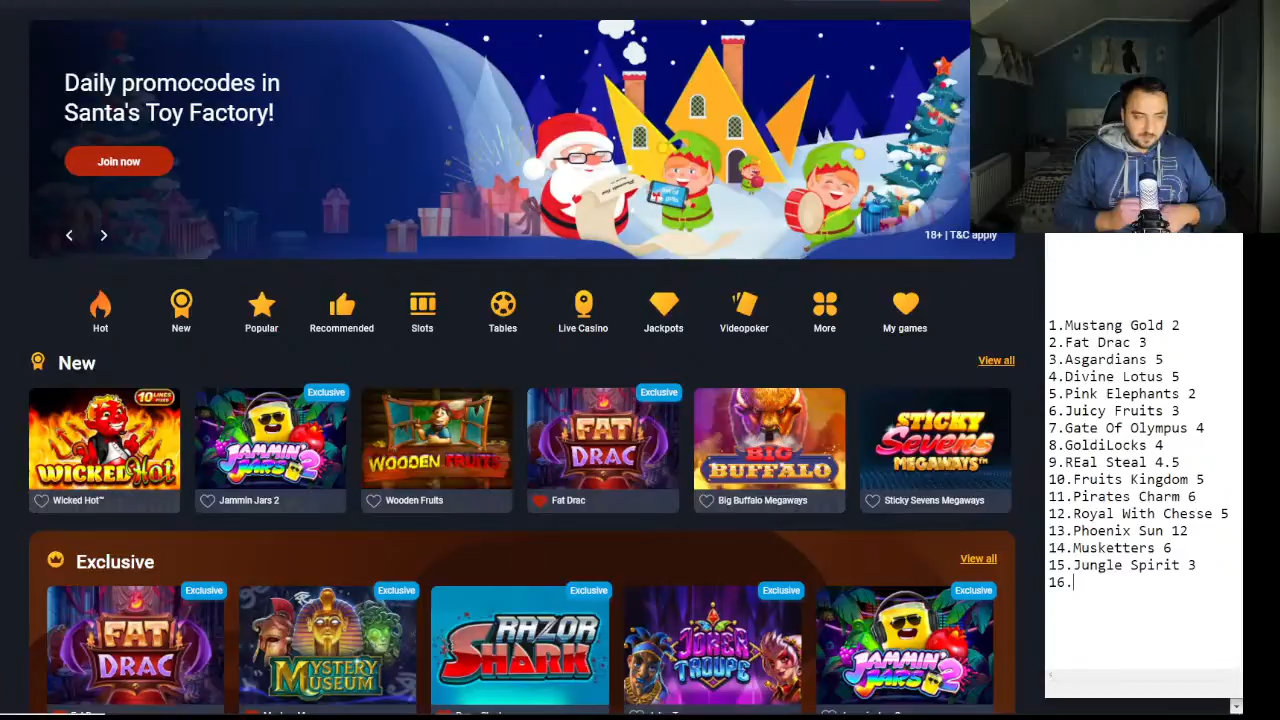 Daily promocodes in
Santa's Toy Factory!
Join now
18+ | T&C apply
Hot
New
Popular
Recommended
Slots
Tables
Live Casino
Jackpots
Videopoker
More
My games
New
View all
10 LINES
WICKED HOT
Wicked Hot™
Exclusive
JAMMIN' JARS 2
Jammin Jars 2
WOODEN FRUITS
Wooden Fruits
Exclusive
FAT DRAC
Fat Drac
BIG BUFFALO
Big Buffalo Megaways
STICKY Sevens MEGAWAYS™
Sticky Sevens Megaways
Exclusive
View all
Exclusive
FAT DRAC
Exclusive
MYSTERY MUSEUM
Exclusive
RAZOR SHARK
Exclusive
JOKER TROUPE
Exclusive
JAMMIN' JARS 2
1.Mustang Gold 2
2.Fat Drac 3
3.Asgardians 5
4.Divine Lotus 5
5.Pink Elephants 2
6.Juicy Fruits 3
7.Gate Of Olympus 4
8.GoldiLocks 4
9.REal Steal 4.5
10.Fruits Kingdom 5
11.Pirates Charm 6
12.Royal With Chesse 5
13.Phoenix Sun 12
14.Musketters 6
15.Jungle Spirit 3
16.